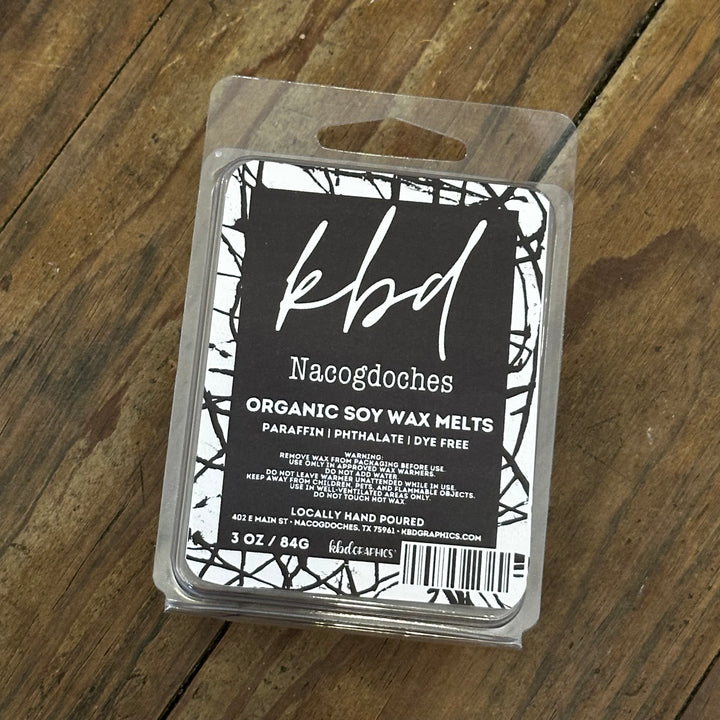 kbd
Nacogdoches
ORGANIC SOY WAX MELTS
PARAFFIN | PHTHALATE | DYE FREE
WARNING:
REMOVE WAX FROM PACKAGING BEFORE USE.
USE ONLY IN APPROVED WAX WARMERS.
DO NOT ADD WATER
DO NOT LEAVE WARMER UNATTENDED WHILE IN USE.
KEEP AWAY FROM CHILDREN, PETS, AND FLAMMABLE OBJECTS.
USE IN WELL-VENTILATED AREAS ONLY.
DO NOT TOUCH HOT WAX.
LOCALLY HAND POURED
402 E MAIN ST • NACOGDOCHES, TX 75961 • KBDGRAPHICS.COM
3 OZ / 84G kbdGRAPHICS